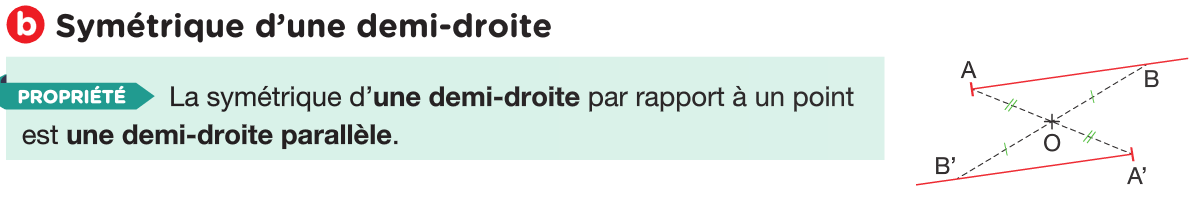 b Symétrique d'une demi-droite
PROPRIÉTÉ La symétrique d'une demi-droite par rapport à un point
est une demi-droite parallèle.
A
B
O
B'
A'